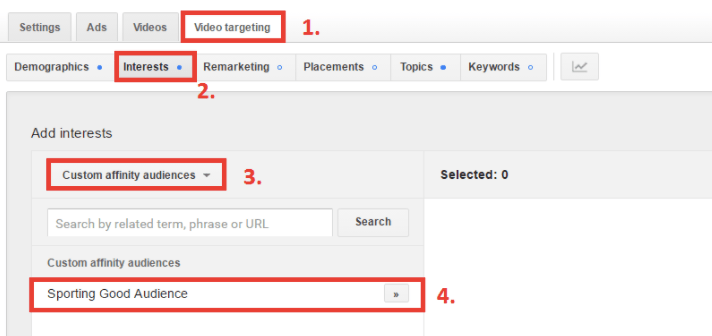 Settings Ads Videos Video targeting 1.
Demographics Interests Remarketing Placements Topics Keywords
2.
Add interests
Custom affinity audiences 3. Selected: 0
Search by related term, phrase or URL Search
Custom affinity audiences
Sporting Good Audience » 4.